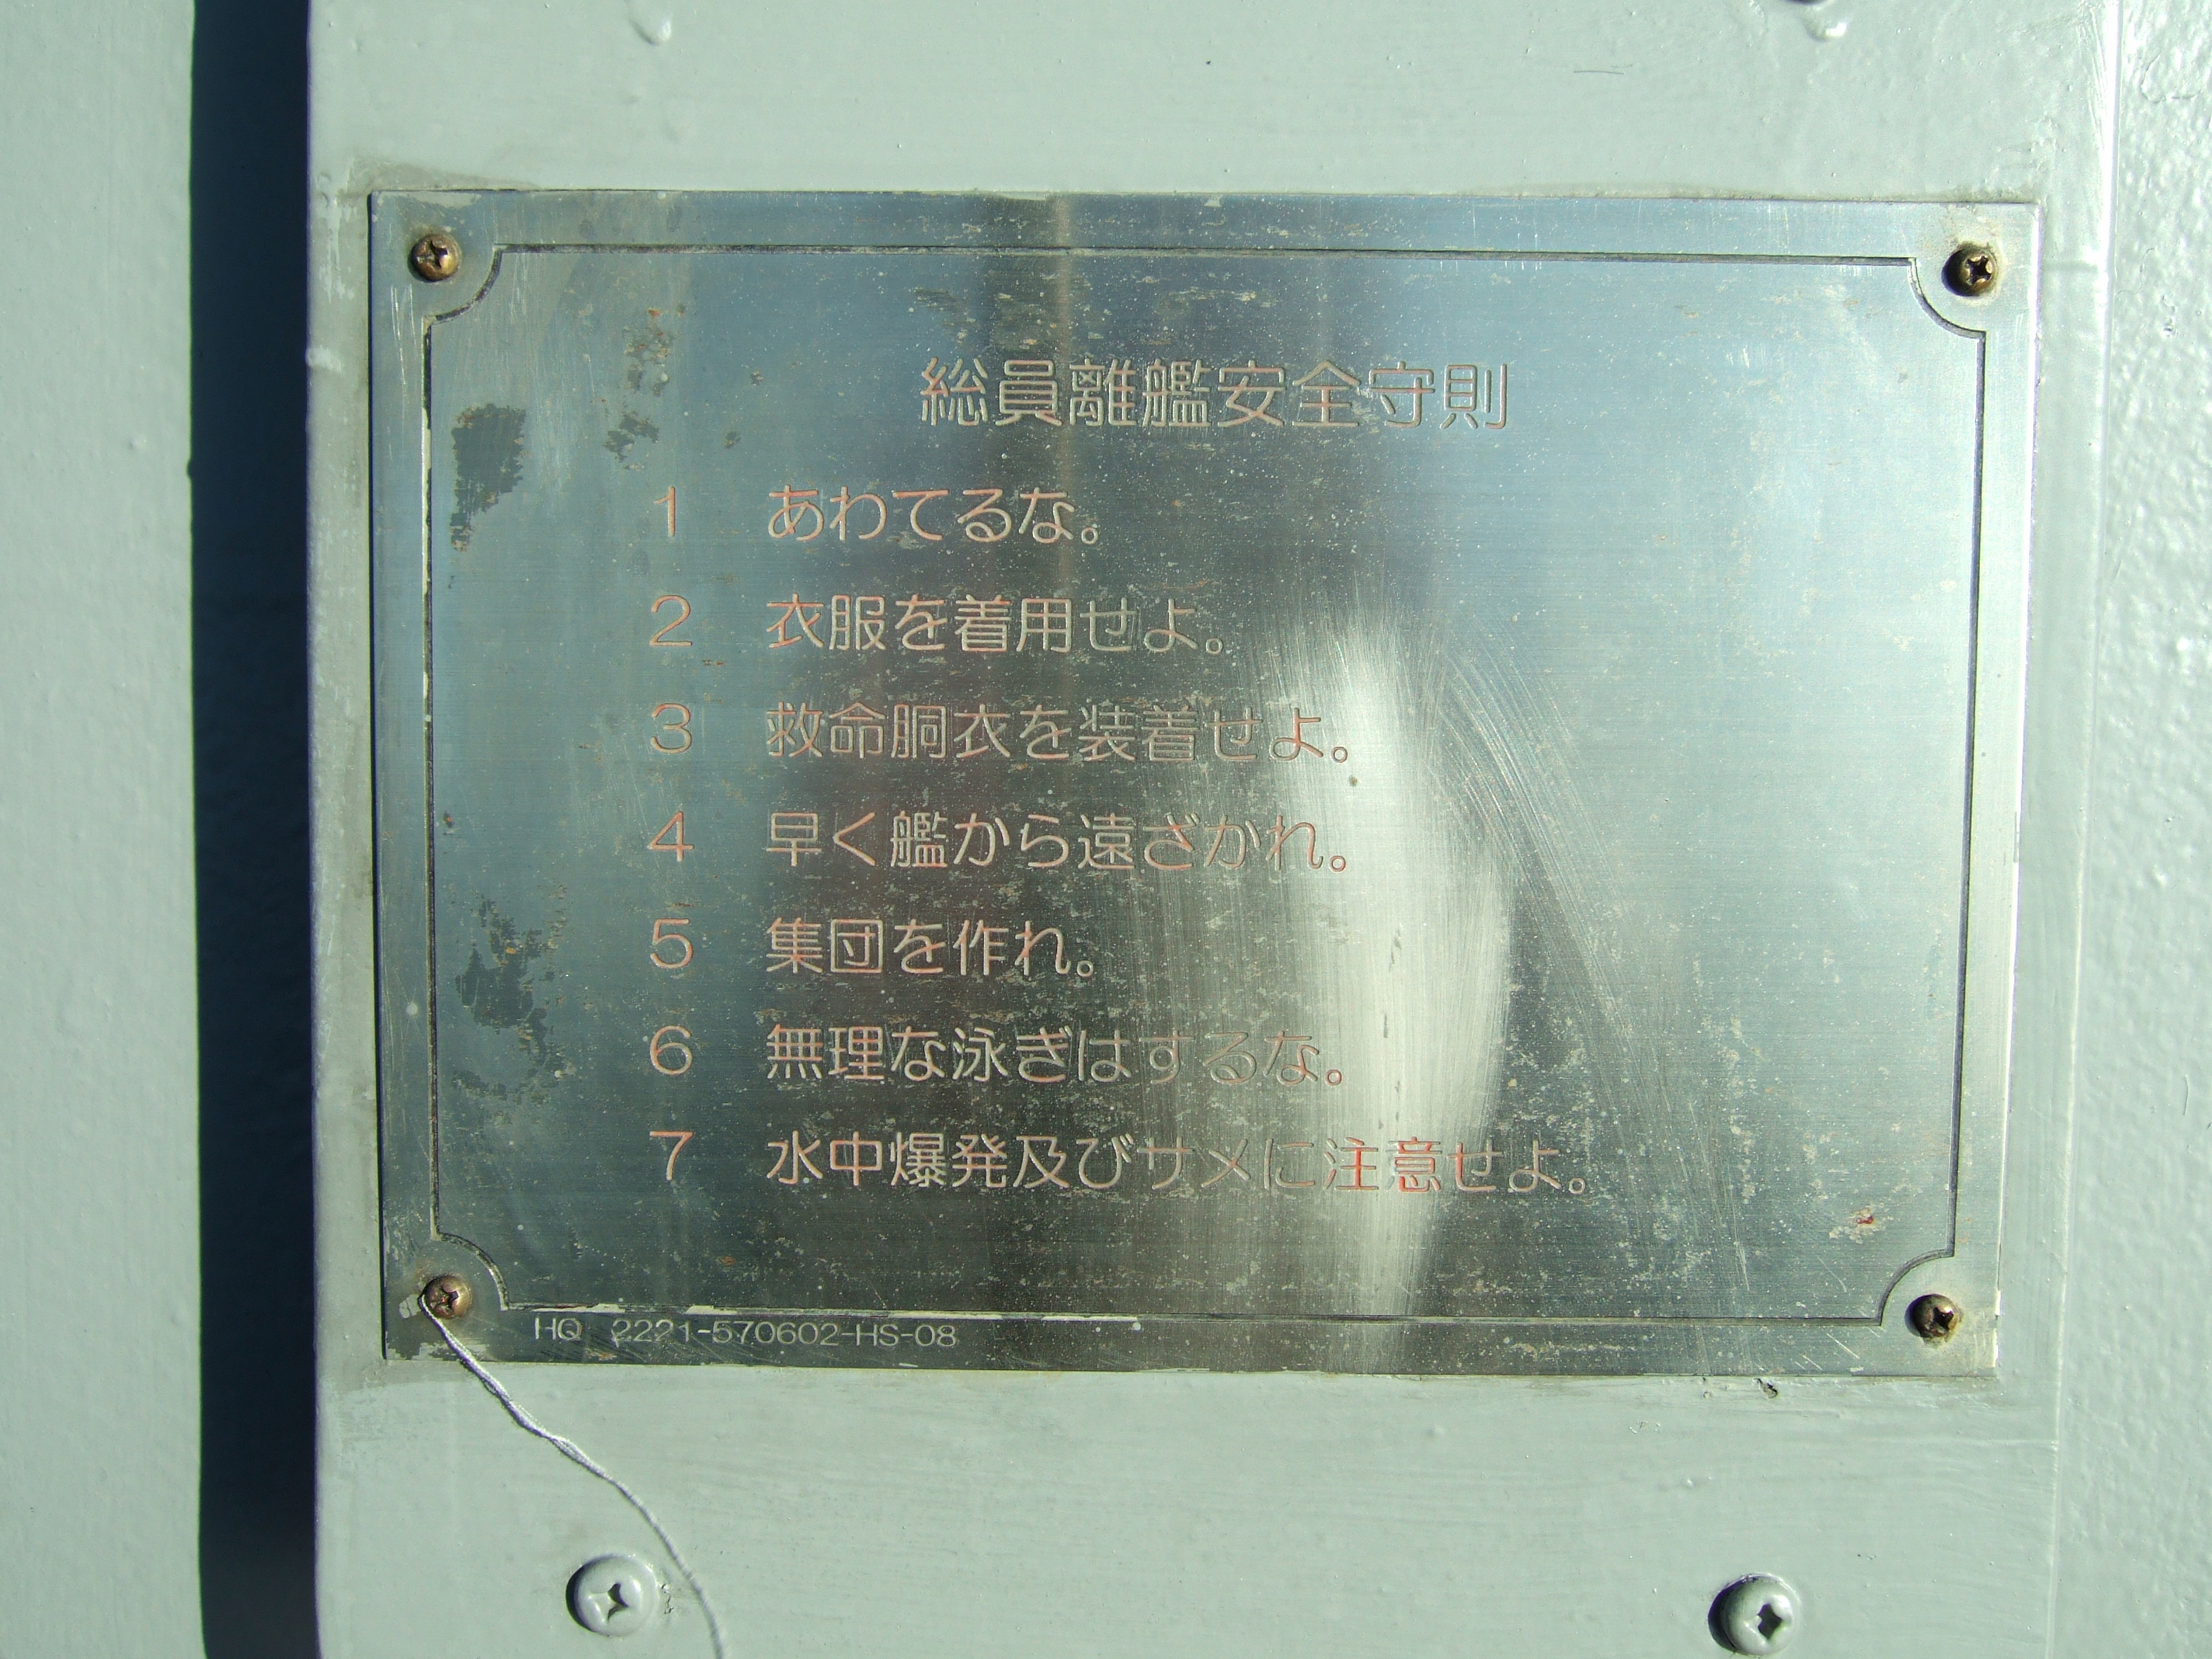 総員離艦安全守則
1 あわてるな。
2 衣服を着用せよ。
3 救命胴衣を装着せよ。
4 早く艦から遠ざかれ。
5 集団を作れ。
6 無理な泳ぎはするな。
7 水中爆発及びサメに注意せよ。
HQ 2221-570602-HS-08